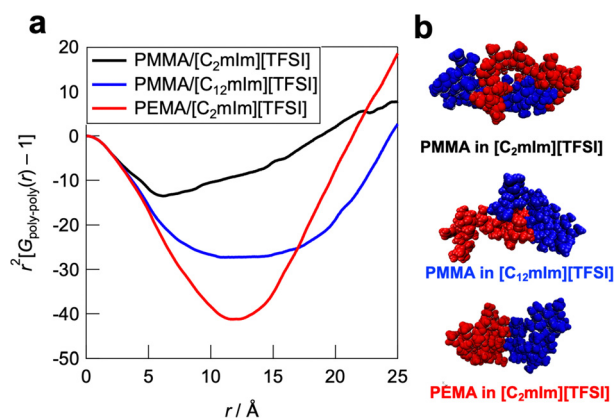 a
b
20
10
0
-10
-20
-30
-40
-50
0
5
10
15
20
25
r²[Gpoly-poly(r) − 1]
r / Å
PMMA/[C₂mIm][TFSI]
PMMA/[C₁₂mIm][TFSI]
PEMA/[C₂mIm][TFSI]
PMMA in [C₂mIm][TFSI]
PMMA in [C₁₂mIm][TFSI]
PEMA in [C₂mIm][TFSI]